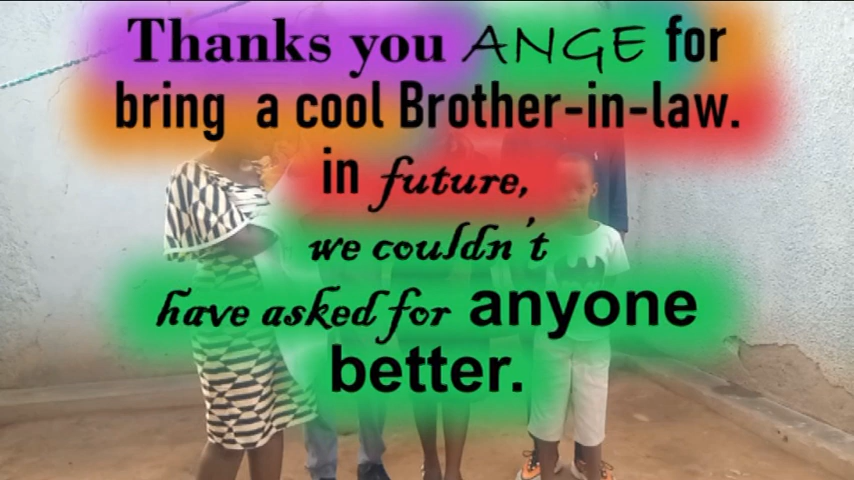 Thanks you ANGE for
bring a cool Brother-in-law.
in future,
we couldn't
have asked for anyone
better.